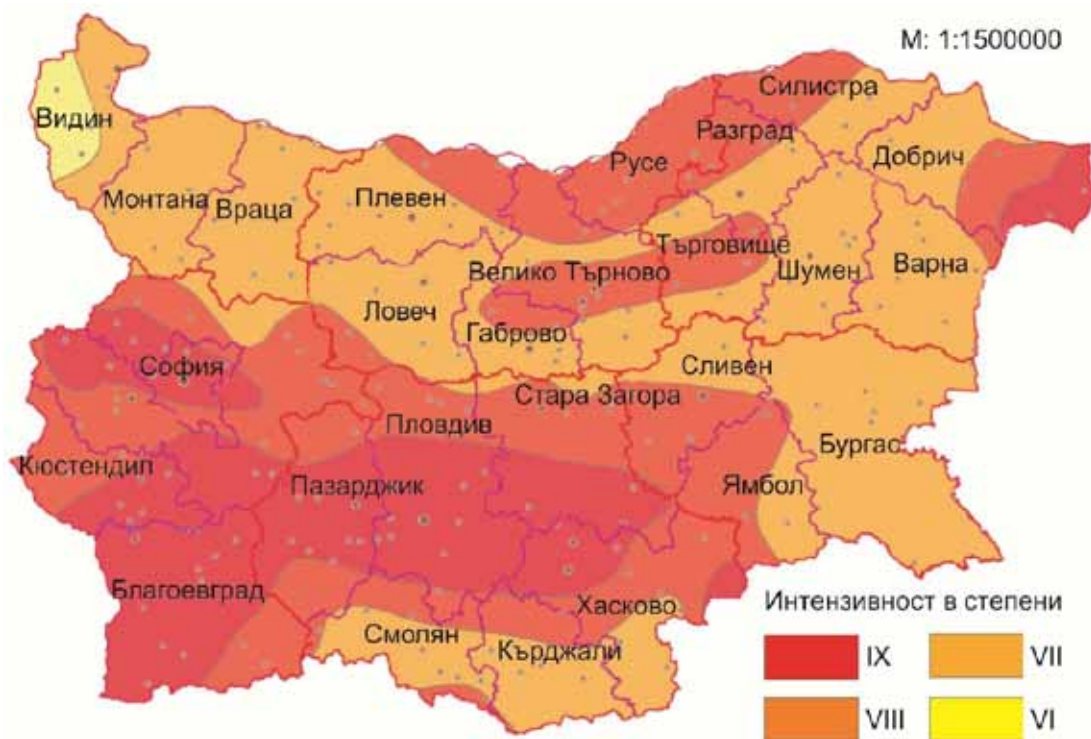 М: 1:1500000
Силистра
Видин
Разград
Русе
Добрич
Монтана
Враца
Плевен
Търговище
Велико Търново
Шумен
Варна
Ловеч
Габрово
София
Сливен
Стара Загора
Пловдив
Бургас
Кюстендил
Пазарджик
Ямбол
Благоевград
Хасково
Смолян
Кърджали
Интензивност в степени
IX
VII
VIII
VI